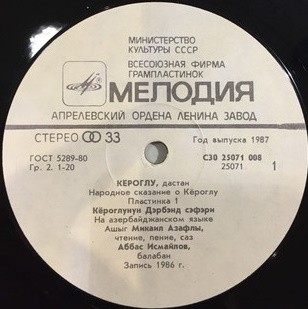 МИНИСТЕРСТВО
КУЛЬТУРЫ СССР
ВСЕСОЮЗНАЯ ФИРМА
ГРАМПЛАСТИНОК
МЕЛОДИЯ
АПРЕЛЕВСКИЙ ОРДЕНА ЛЕНИНА ЗАВОД
СТЕРЕО 33
Год выпуска 1987
ГОСТ 5289-80
Гр. 2. 1-20
С30 25071 008
25071
1
КЕРОГЛУ, дастан
Народное сказание о Кёроглу
Пластинка 1
Кёроглунун Дэрбэнд сэфэри
На азербайджанском языке
Ашыг Микаил Азафлы,
чтение, пение, саз
Аббас Исмайлов,
балабан
Запись 1986 г.